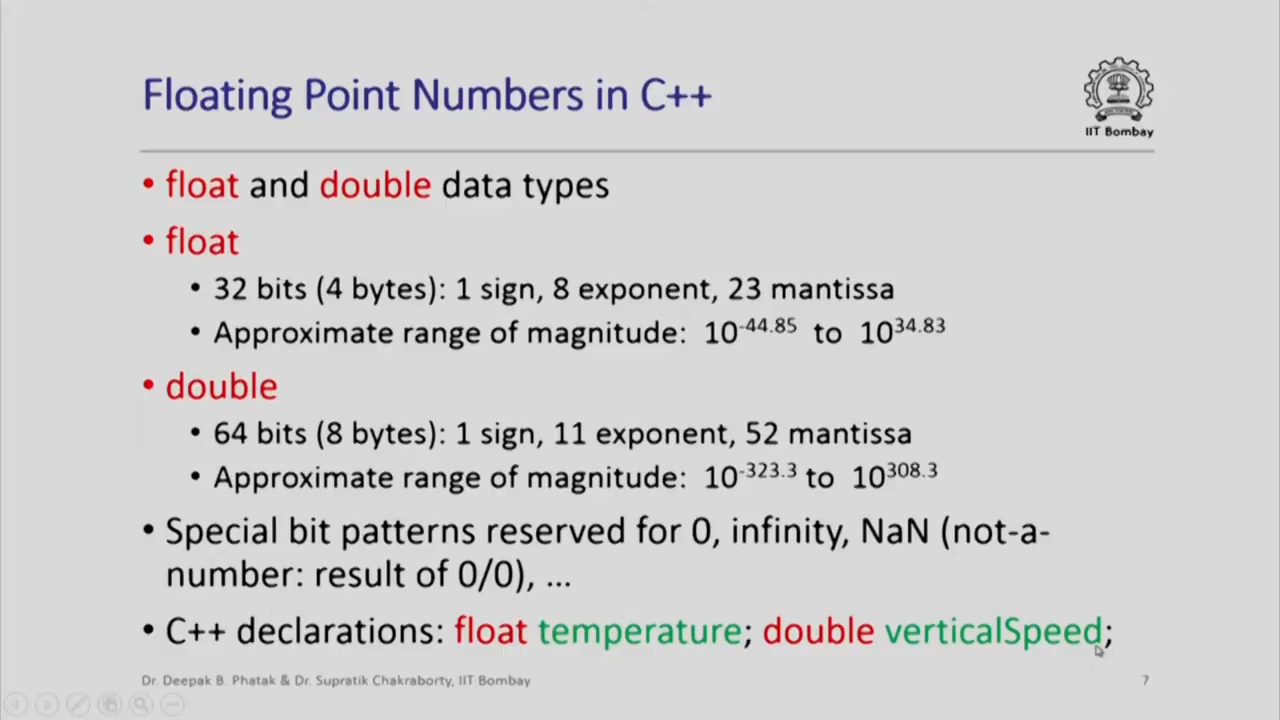 Floating Point Numbers in C++
IIT Bombay
• float and double data types
• float
• 32 bits (4 bytes): 1 sign, 8 exponent, 23 mantissa
• Approximate range of magnitude: 10^-44.85 to 10^34.83
• double
• 64 bits (8 bytes): 1 sign, 11 exponent, 52 mantissa
• Approximate range of magnitude: 10^-323.3 to 10^308.3
• Special bit patterns reserved for 0, infinity, NaN (not-a-
number: result of 0/0), ...
• C++ declarations: float temperature; double verticalSpeed;
Dr. Deepak B. Phatak & Dr. Supratik Chakraborty, IIT Bombay
7